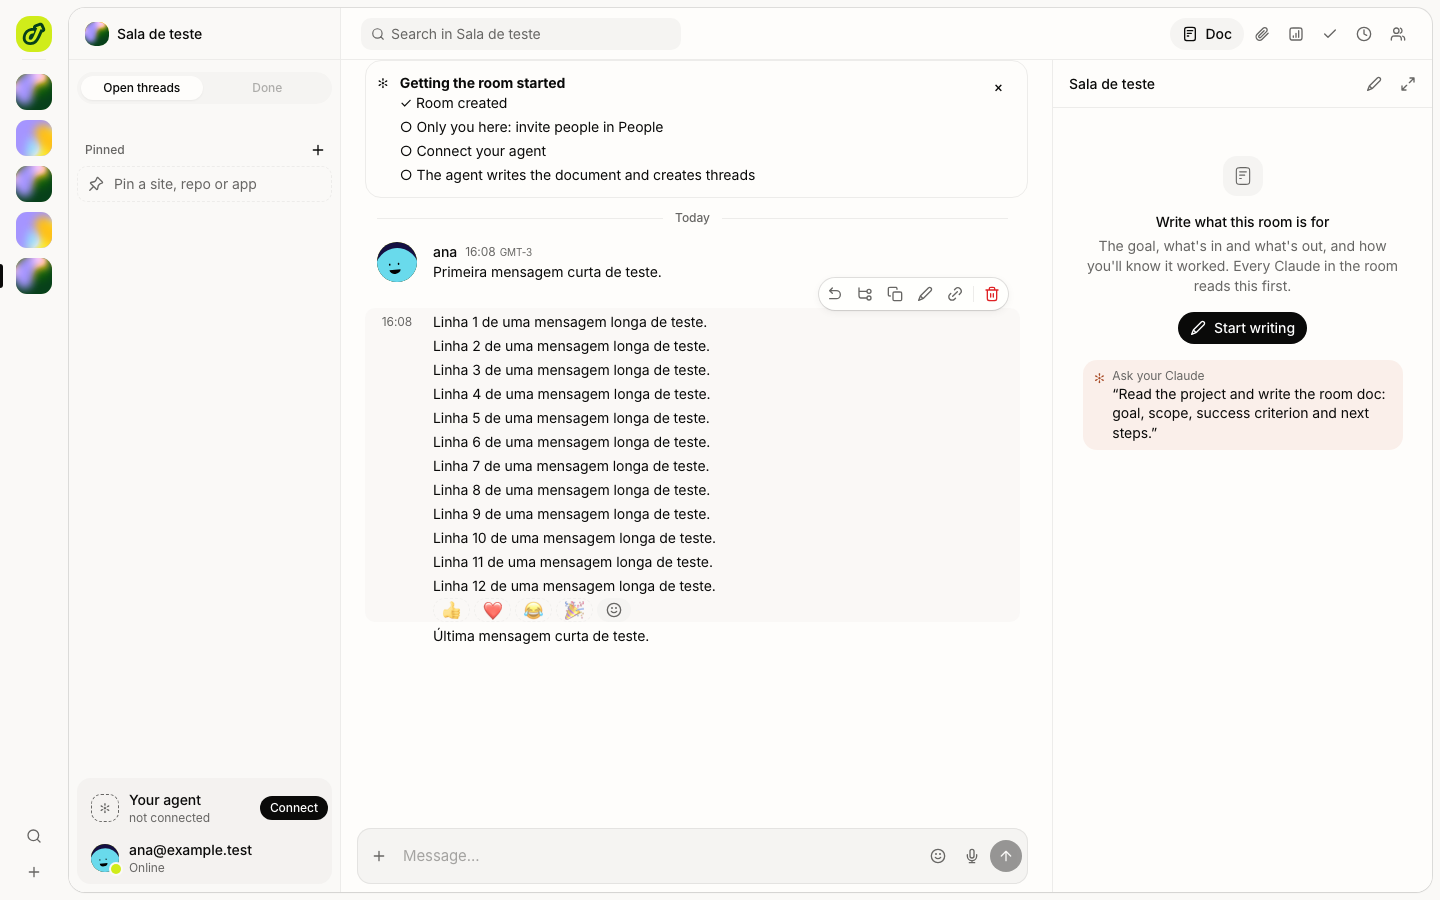 Sala de teste
Search in Sala de teste
Doc
Open threads
Done
Pinned
Pin a site, repo or app
Getting the room started
Room created
Only you here: invite people in People
Connect your agent
The agent writes the document and creates threads
Today
ana 16:08 GMT-3
Primeira mensagem curta de teste.
16:08
Linha 1 de uma mensagem longa de teste.
Linha 2 de uma mensagem longa de teste.
Linha 3 de uma mensagem longa de teste.
Linha 4 de uma mensagem longa de teste.
Linha 5 de uma mensagem longa de teste.
Linha 6 de uma mensagem longa de teste.
Linha 7 de uma mensagem longa de teste.
Linha 8 de uma mensagem longa de teste.
Linha 9 de uma mensagem longa de teste.
Linha 10 de uma mensagem longa de teste.
Linha 11 de uma mensagem longa de teste.
Linha 12 de uma mensagem longa de teste.
Última mensagem curta de teste.
Message...
Your agent
not connected
Connect
ana@example.test
Online
Sala de teste
Write what this room is for
The goal, what's in and what's out, and how
you'll know it worked. Every Claude in the room
reads this first.
Start writing
Ask your Claude
“Read the project and write the room doc:
goal, scope, success criterion and next
steps.”